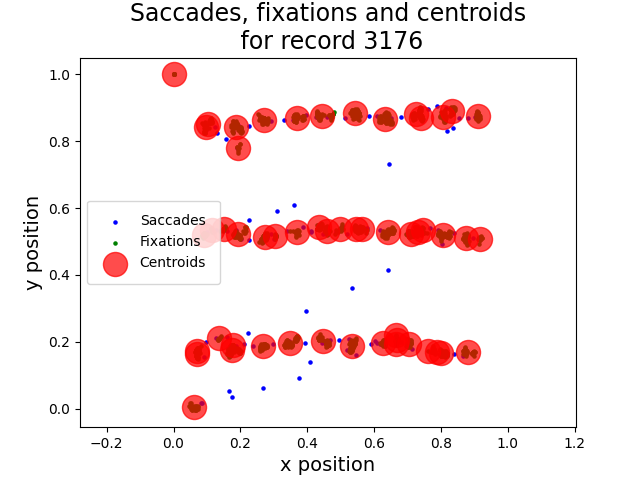 Saccades, fixations and centroids
for record 3176
1.0
0.8
0.6
0.4
0.2
0.0
y position
Saccades
Fixations
Centroids
−0.2
0.0
0.2
0.4
0.6
0.8
1.0
1.2
x position